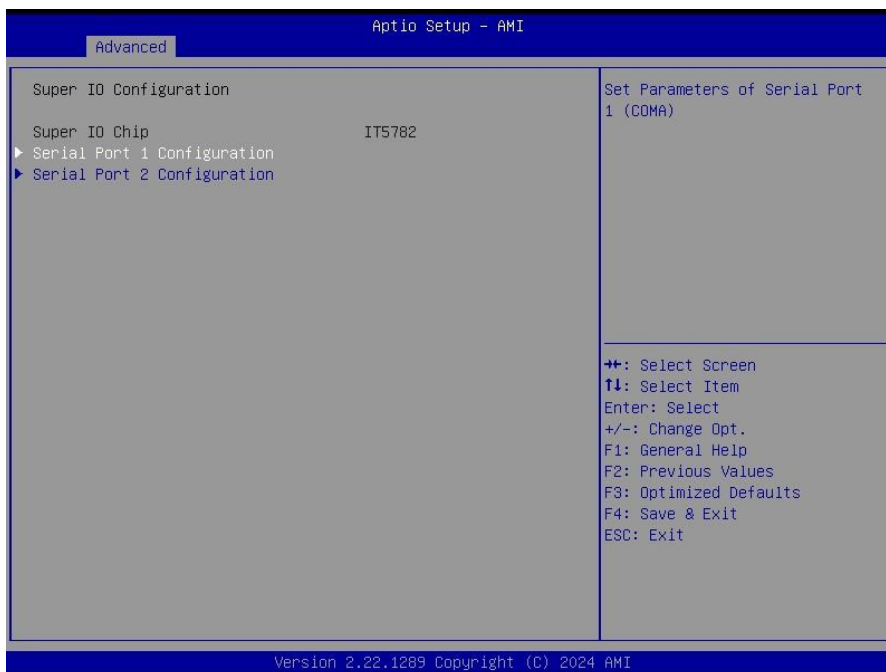 Aptio Setup - AMI
Advanced
Super IO Configuration
Super IO Chip IT5782
Serial Port 1 Configuration
Serial Port 2 Configuration
Set Parameters of Serial Port
1 (COMA)
→←: Select Screen
↑↓: Select Item
Enter: Select
+/-: Change Opt.
F1: General Help
F2: Previous Values
F3: Optimized Defaults
F4: Save & Exit
ESC: Exit
Version 2.22.1289 Copyright (C) 2024 AMI